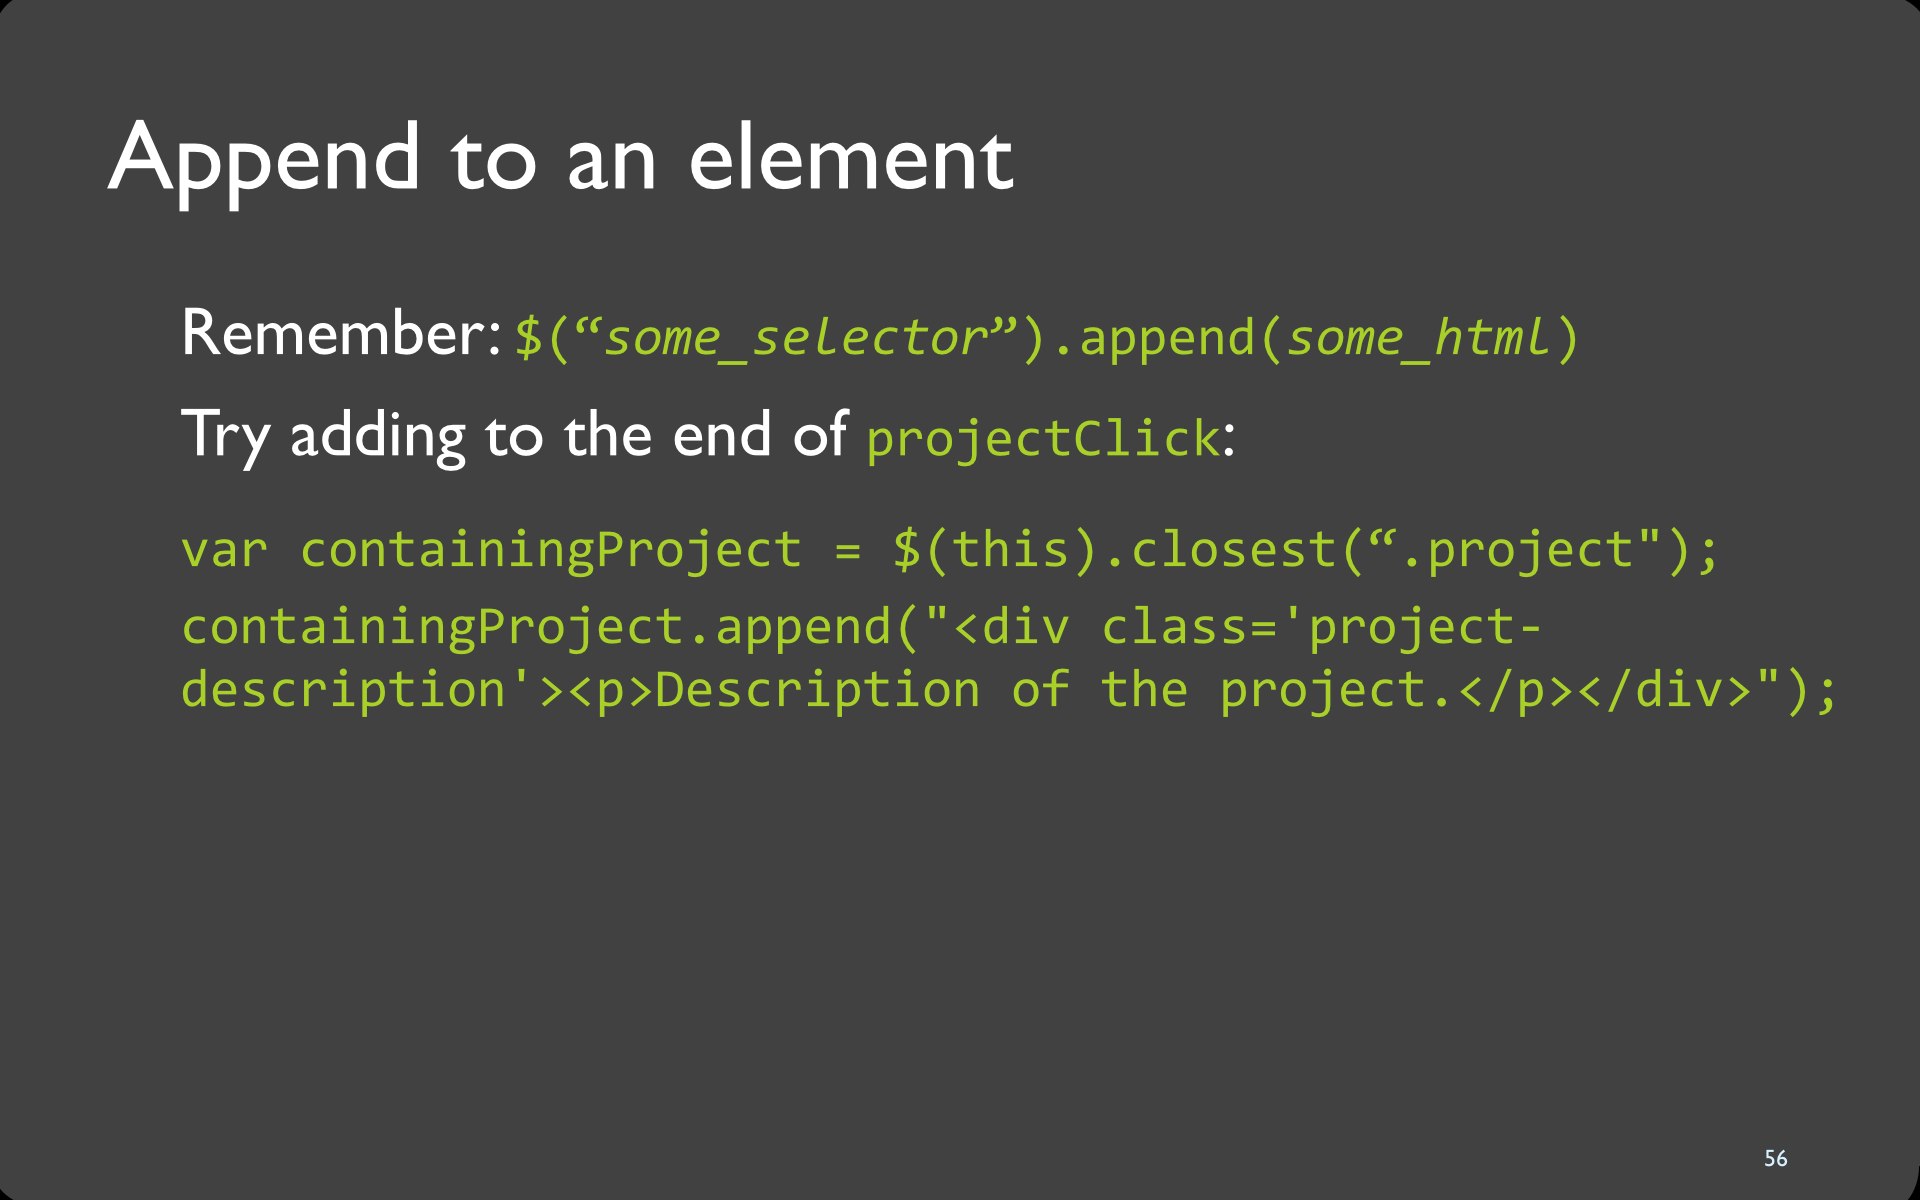 Append to an element
Remember: $(“some_selector”).append(some_html)
Try adding to the end of projectClick:
var containingProject = $(this).closest(“.project");
containingProject.append("<div class='project-
description'><p>Description of the project.</p></div>");
56